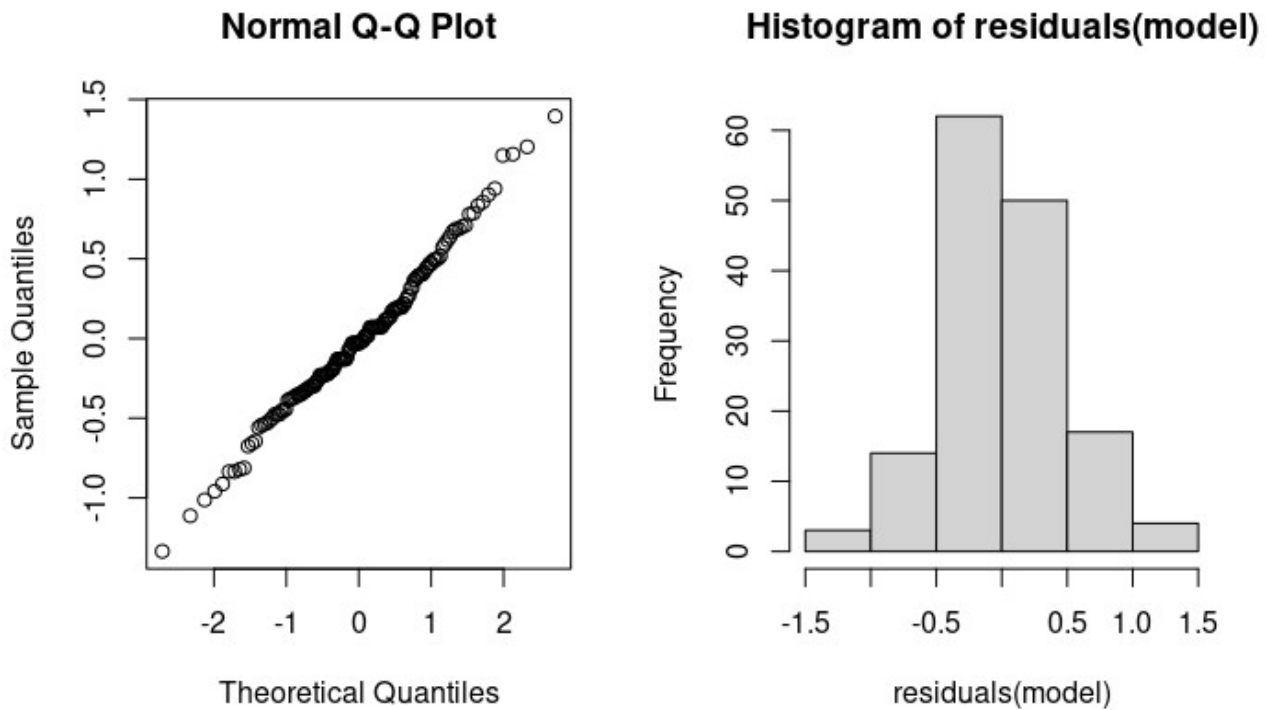 Normal Q-Q Plot
Sample Quantiles
1.5
1.0
0.5
0.0
-0.5
-1.0
-2 -1 0 1 2
Theoretical Quantiles
Histogram of residuals(model)
Frequency
60
50
40
30
20
10
0
-1.5 -0.5 0.5 1.0 1.5
residuals(model)